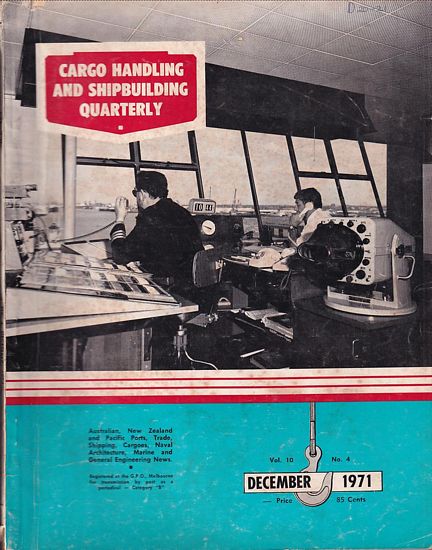 CARGO HANDLING
AND SHIPBUILDING
QUARTERLY
10 44
Australian, New Zealand
and Pacific Ports, Trade,
Shipping, Cargoes, Naval
Architecture, Marine and
General Engineering News.
Registered at the G.P.O., Melbourne
for transmission by post as a
periodical — Category "B"
Vol. 10 No. 4
DECEMBER 1971
— Price 85 Cents